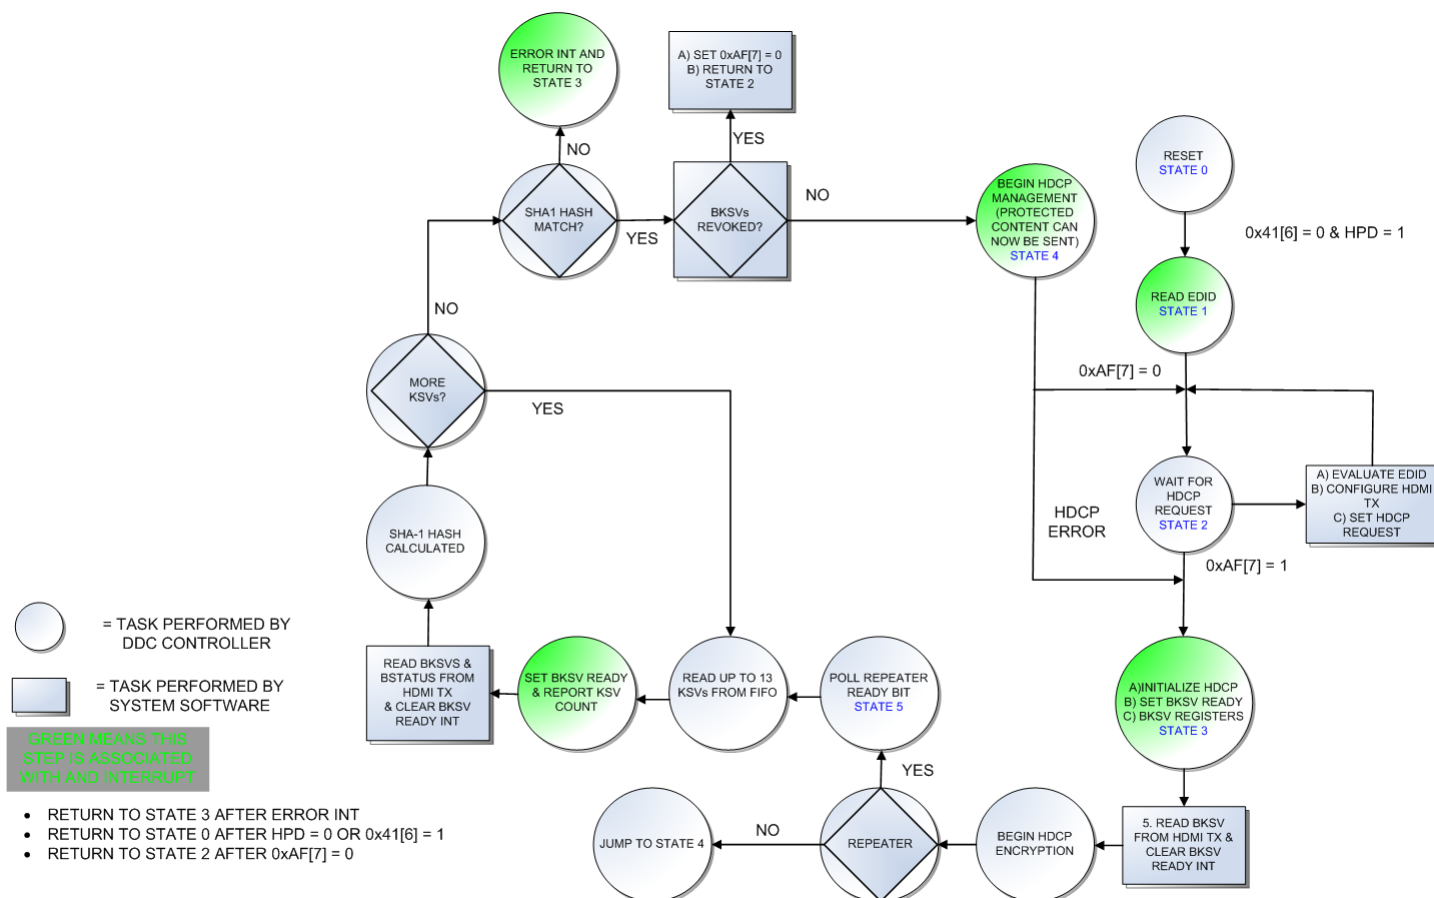 ERROR INT AND
RETURN TO
STATE 3
A) SET 0xAF[7] = 0
B) RETURN TO
STATE 2
NO
YES
SHA1 HASH
MATCH?
YES
BKSVs
REVOKED?
NO
BEGIN HDCP
MANAGEMENT
(PROTECTED
CONTENT CAN
NOW BE SENT)
STATE 4
RESET
STATE 0
0x41[6] = 0 & HPD = 1
READ EDID
STATE 1
NO
MORE
KSVs?
YES
0xAF[7] = 0
WAIT FOR
HDCP
REQUEST
STATE 2
A) EVALUATE EDID
B) CONFIGURE HDMI
TX
C) SET HDCP
REQUEST
HDCP
ERROR
0xAF[7] = 1
SHA-1 HASH
CALCULATED
= TASK PERFORMED BY
DDC CONTROLLER
= TASK PERFORMED BY
SYSTEM SOFTWARE
GREEN MEANS THIS
STEP IS ASSOCIATED
WITH AND INTERRUPT
READ BKSVS &
BSTATUS FROM
HDMI TX
& CLEAR BKSV
READY INT
SET BKSV READY
& REPORT KSV
COUNT
READ UP TO 13
KSVs FROM FIFO
POLL REPEATER
READY BIT
STATE 5
A)INITIALIZE HDCP
B) SET BKSV READY
C) BKSV REGISTERS
STATE 3
YES
• RETURN TO STATE 3 AFTER ERROR INT
• RETURN TO STATE 0 AFTER HPD = 0 OR 0x41[6] = 1
• RETURN TO STATE 2 AFTER 0xAF[7] = 0
JUMP TO STATE 4
NO
REPEATER
BEGIN HDCP
ENCRYPTION
5. READ BKSV
FROM HDMI TX &
CLEAR BKSV
READY INT